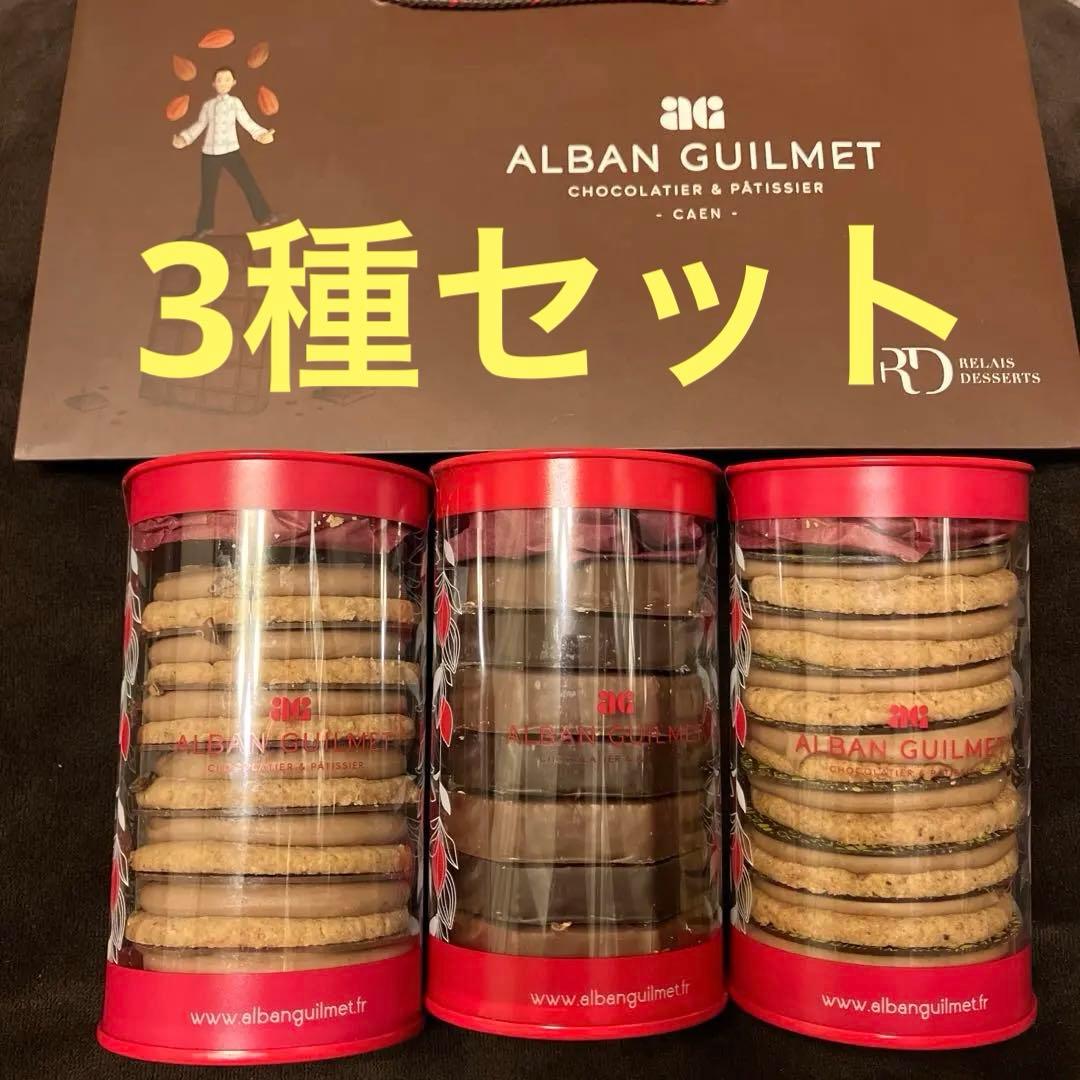 ag
ALBAN GUILMET
CHOCOLATIER & PÂTISSIER
- CAEN -
3種セット
RD
RELAIS
DESSERTS
ag
ALBAN GUILMET
CHOCOLATIER & PÂTISSIER
www.albanguilmet.fr
ag
ALBAN GUILMET
www.albanguilmet.fr
ag
ALBAN GUILMET
CHOCOLATIER & PÂTISSIER
www.albanguilmet.fr